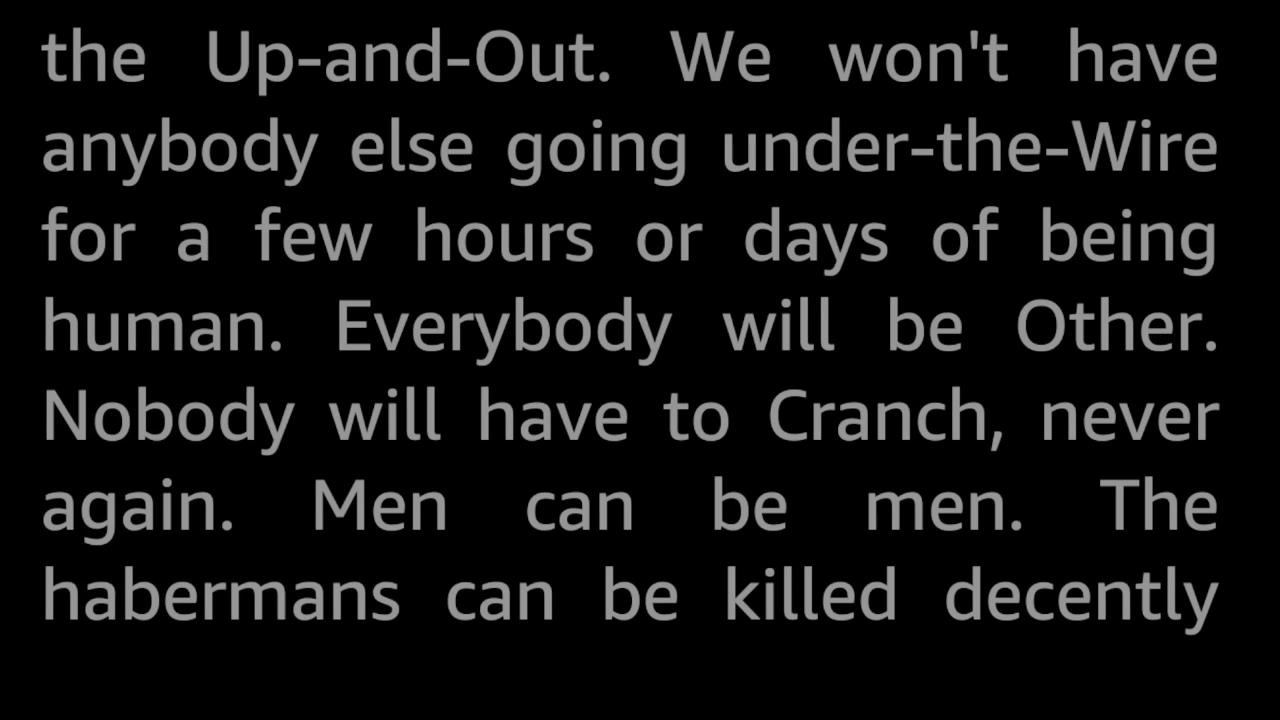 the Up-and-Out. We won't have
anybody else going under-the-Wire
for a few hours or days of being
human. Everybody will be Other.
Nobody will have to Cranch, never
again. Men can be men. The
habermans can be killed decently